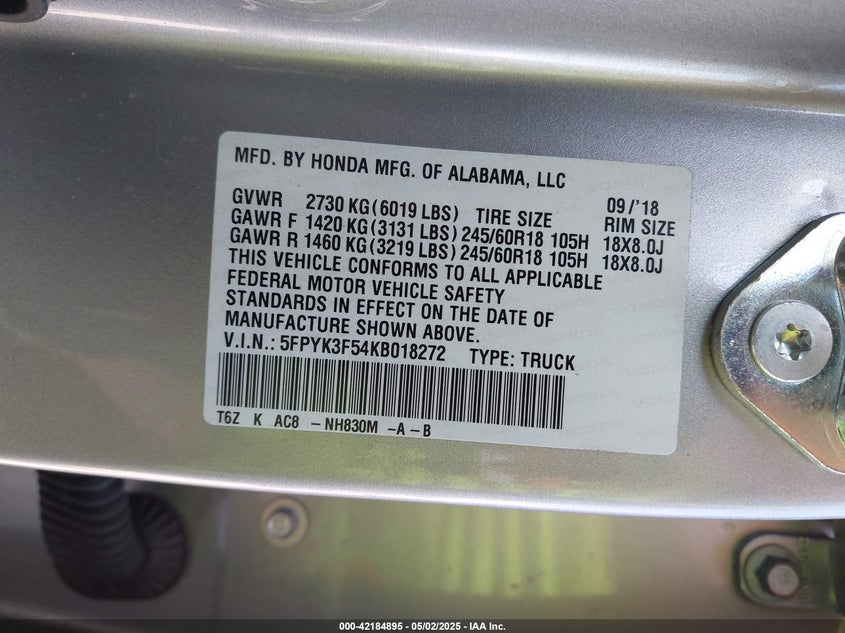 MFD. BY HONDA MFG. OF ALABAMA, LLC
09/'18
GVWR 2730 KG(6019 LBS) TIRE SIZE RIM SIZE
GAWR F 1420 KG(3131 LBS) 245/60R18 105H 18X8.0J
GAWR R 1460 KG(3219 LBS) 245/60R18 105H 18X8.0J
THIS VEHICLE CONFORMS TO ALL APPLICABLE
FEDERAL MOTOR VEHICLE SAFETY
STANDARDS IN EFFECT ON THE DATE OF
MANUFACTURE SHOWN ABOVE.
V.I.N.: 5FPYK3F54KB018272 TYPE: TRUCK
T6Z K AC8 -NH830M -A-B
000-42184895 - 05/02/2025 - IAA Inc.